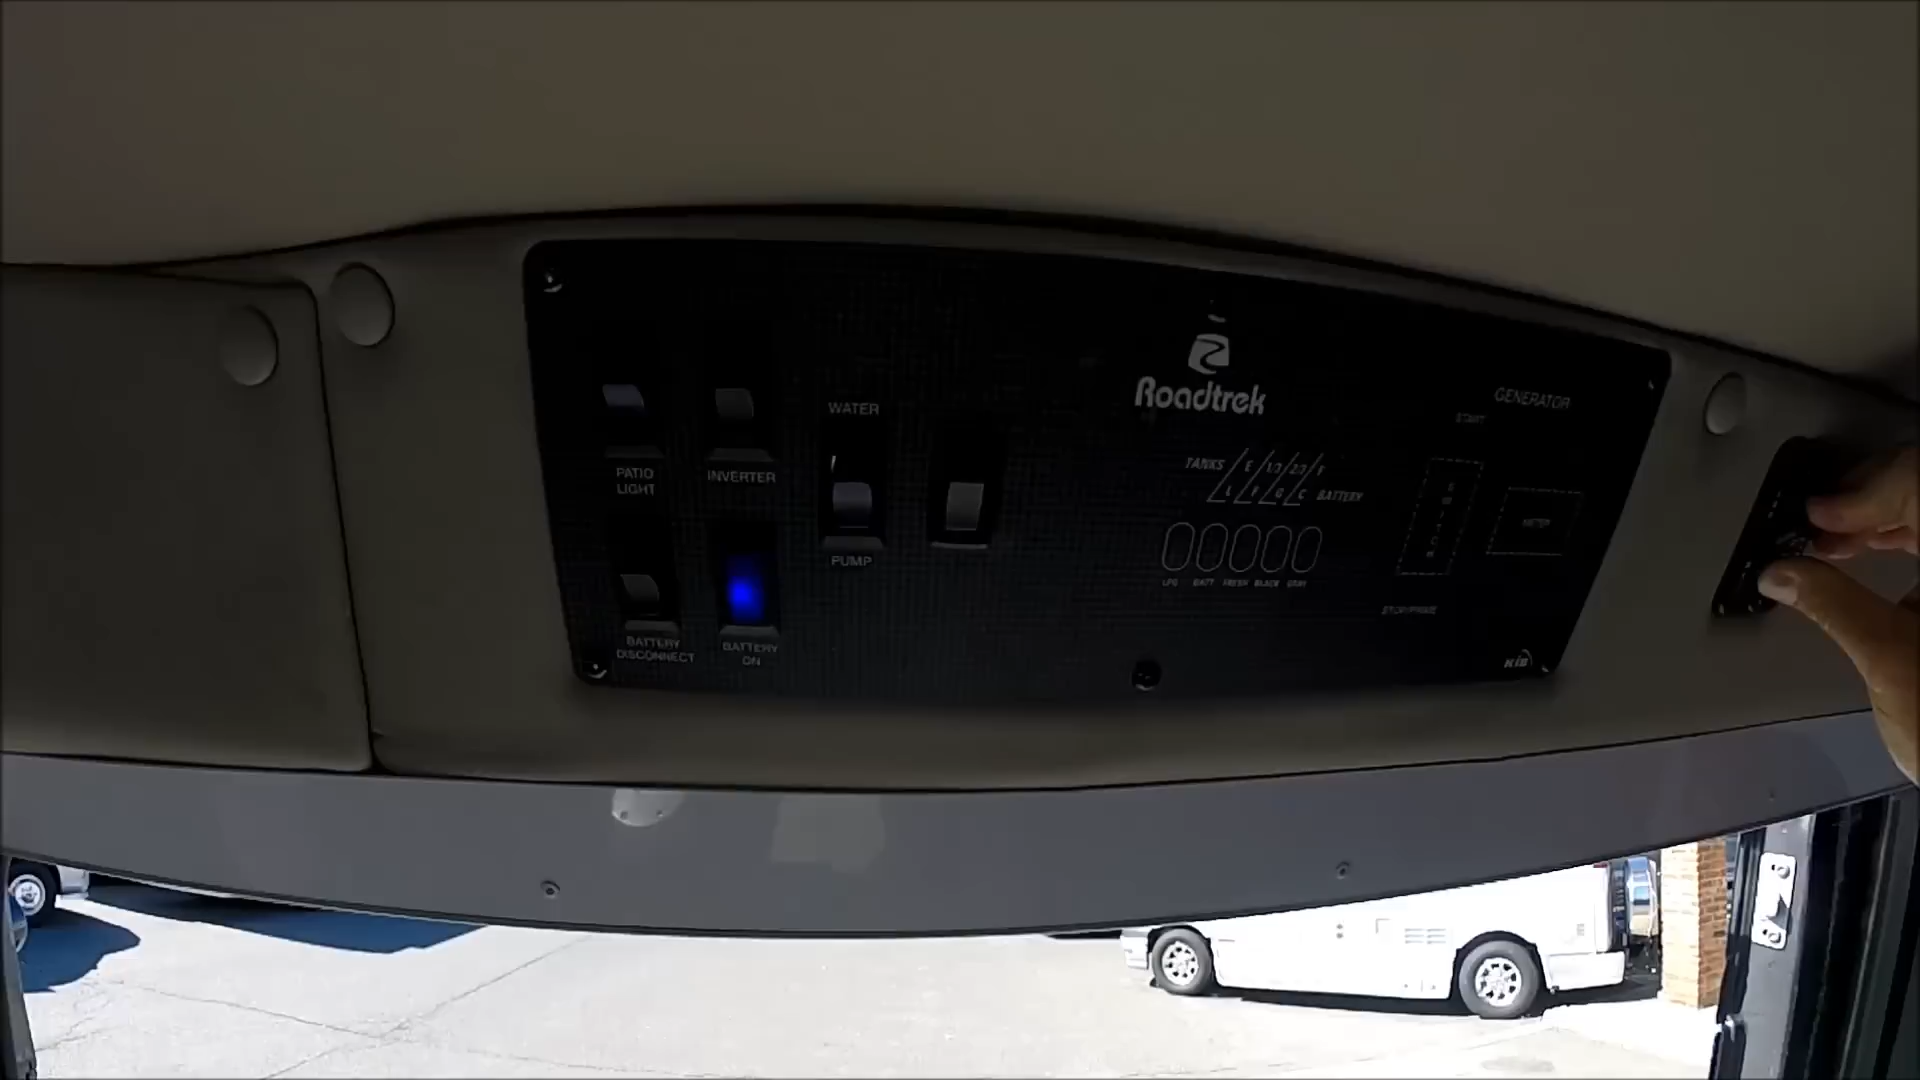 Roadtrek
GENERATOR
START
WATER
TANKS E 1/3 2/3 F
L F G C BATTERY
PATIO
LIGHT
INVERTER
METER
PUMP
LPG BATT FRESH BLACK GRAY
STOP/PRIME
BATTERY
DISCONNECT
BATTERY
ON
KIB